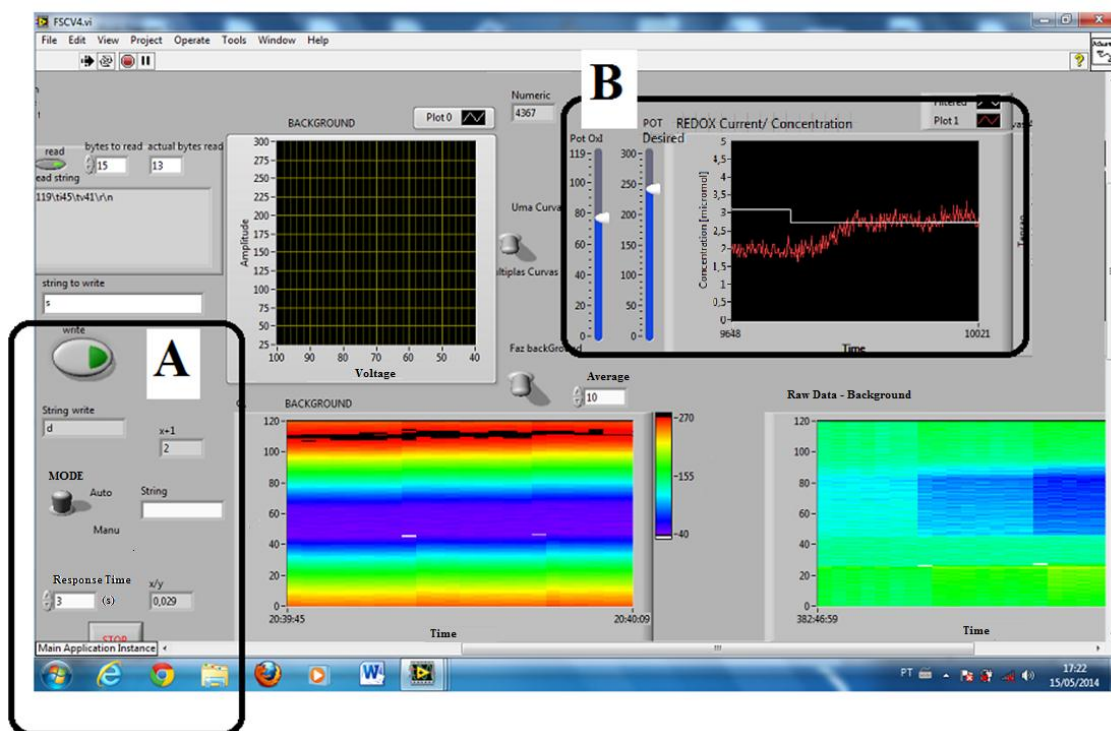 FSCV4.vi
File Edit View Project Operate Tools Window Help
B
Numeric
4367
BACKGROUND
Plot 0
POT REDOX Current/ Concentration
Plot 1
Pot OxI
Desired
read
bytes to read
actual bytes read
15
13
119\ti45\tv41\r\n
string to write
s
Amplitude
300-
275-
250-
225-
200-
175-
150-
125-
100-
75-
50-
25-
100 90 80 70 60 50 40
Voltage
Uma Curva
Faz backGround
Average
10
119-
100-
80-
60-
40-
20-
0-
300-
250-
200-
150-
100-
50-
0-
Concentration [micromol]
5
4,5-
4-
3,5-
3-
2,5-
2-
1,5-
1-
0,5-
0-
9648
10021
Time
A
write
String write
d
x+1
2
MODE
Auto
Manu
String
Response Time
3
(s)
x/y
0,029
STOP
BACKGROUND
120-
100-
80-
60-
40-
20-
0-
20:39:45
20:40:09
Time
-270
-155
-40
Raw Data - Background
120-
100-
80-
60-
40-
20-
0-
382:46:59
Time
Main Application Instance
PT
17:22
15/05/2014